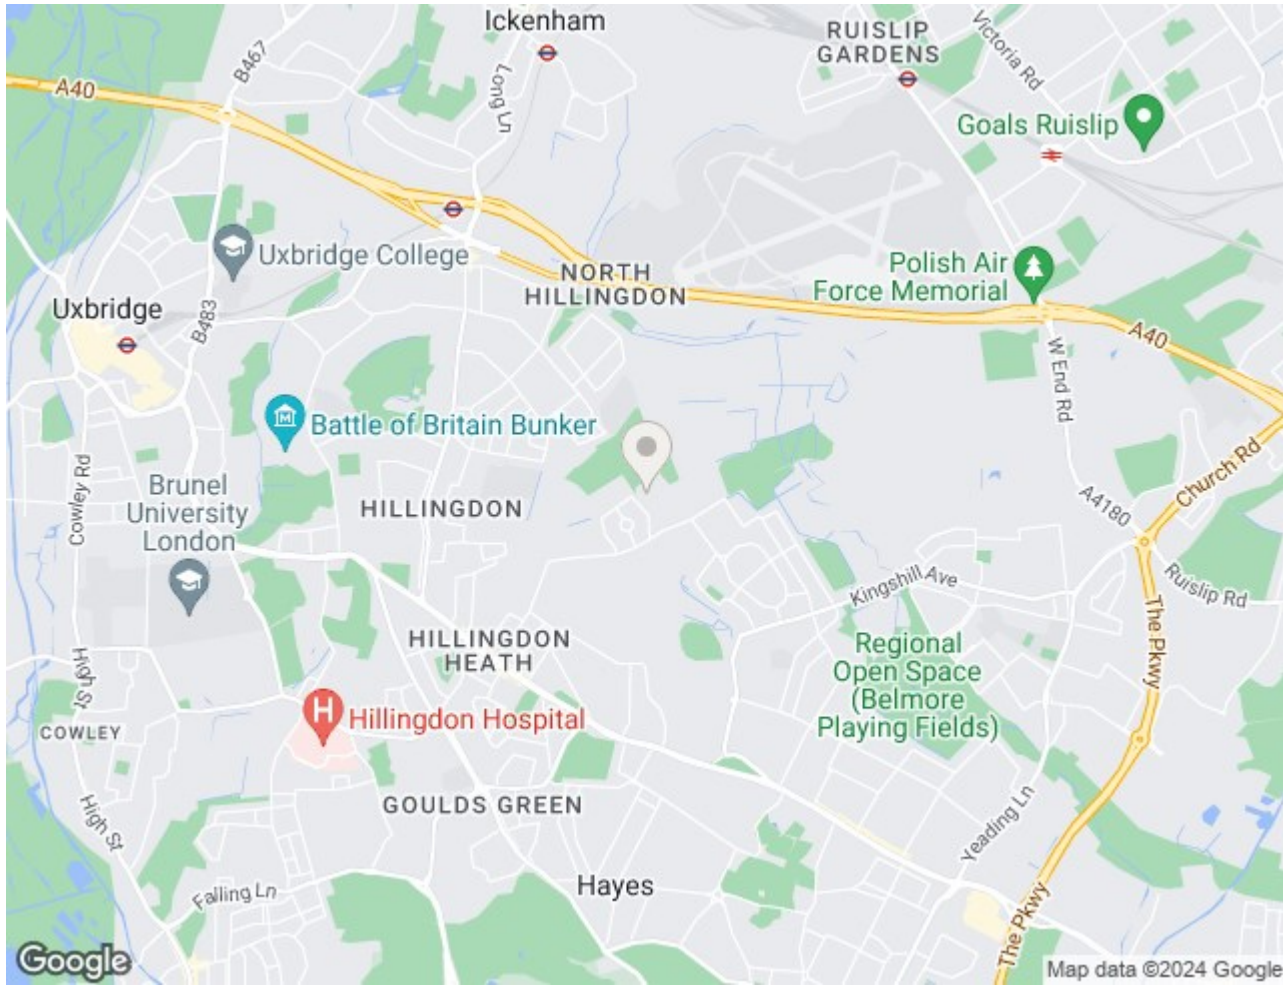 Ickenham
RUISLIP
GARDENS
Victoria Rd
B467
Long Ln
A40
Goals Ruislip
Uxbridge College
NORTH
HILLINGDON
Polish Air
Force Memorial
Uxbridge
B483
A40
W End Rd
Battle of Britain Bunker
Church Rd
Cowley Rd
Brunel
University
London
HILLINGDON
A4180
Kingshill Ave
Ruislip Rd
The Pkwy
HILLINGDON
HEATH
Regional
Open Space
(Belmore
Playing Fields)
High St
H
Hillingdon Hospital
COWLEY
GOULDS GREEN
High St
Yeading Ln
Hayes
Falling Ln
The Pkwy
Google
Map data ©2024 Google